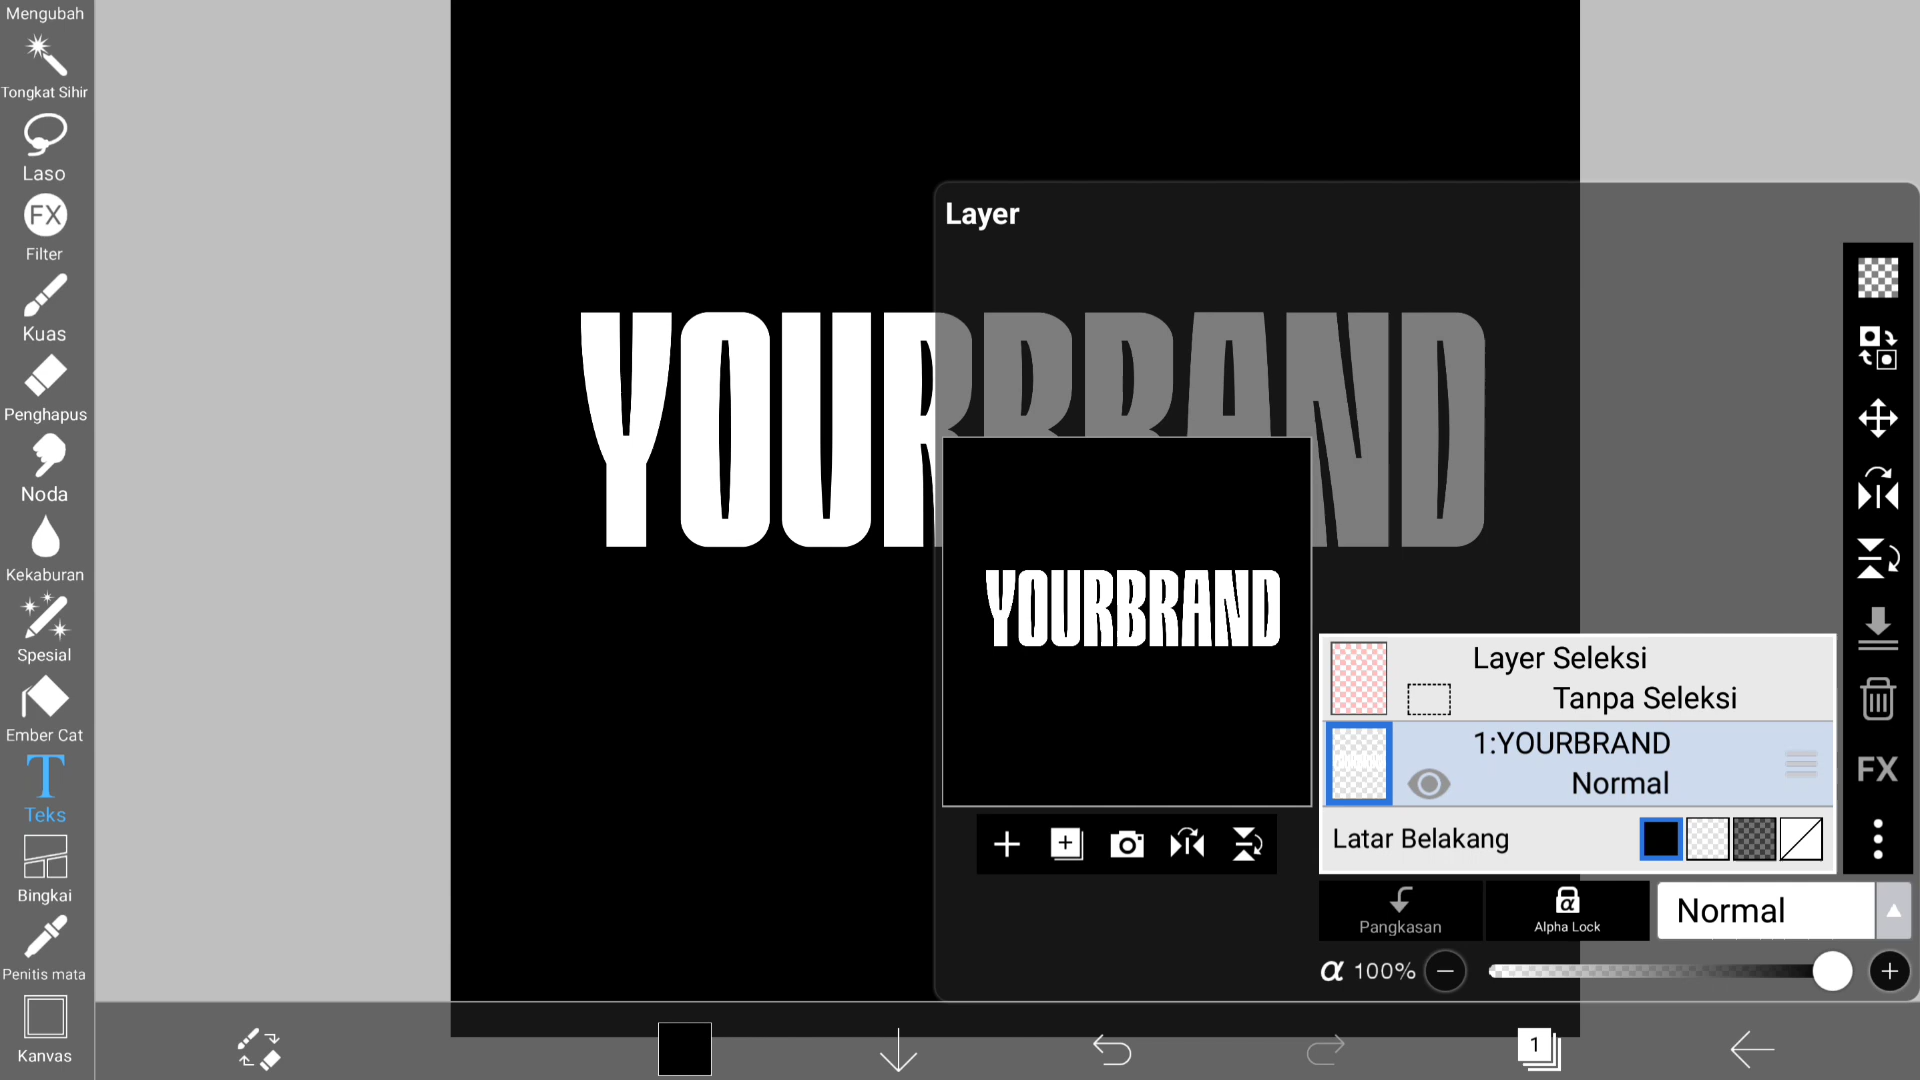 Mengubah
Tongkat Sihir
Laso
FX
Filter
Kuas
Penghapus
Noda
Kekaburan
Spesial
Ember Cat
T
Teks
Bingkai
Penitis mata
Kanvas
YOURBRAND
Layer
YOURBRAND
Layer Seleksi
Tanpa Seleksi
1:YOURBRAND
Normal
Latar Belakang
FX
Pangkasan
α
Alpha Lock
Normal
α 100%
1